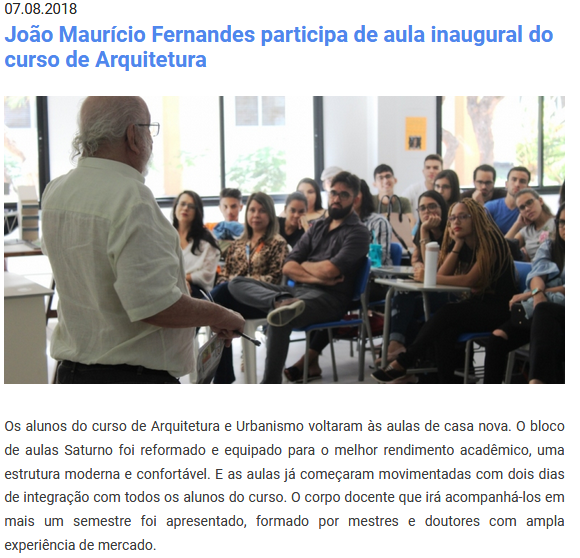 07.08.2018
João Maurício Fernandes participa de aula inaugural do
curso de Arquitetura
Os alunos do curso de Arquitetura e Urbanismo voltaram às aulas de casa nova. O bloco
de aulas Saturno foi reformado e equipado para o melhor rendimento acadêmico, uma
estrutura moderna e confortável. E as aulas já começaram movimentadas com dois dias
de integração com todos os alunos do curso. O corpo docente que irá acompanhá-los em
mais um semestre foi apresentado, formado por mestres e doutores com ampla
experiência de mercado.